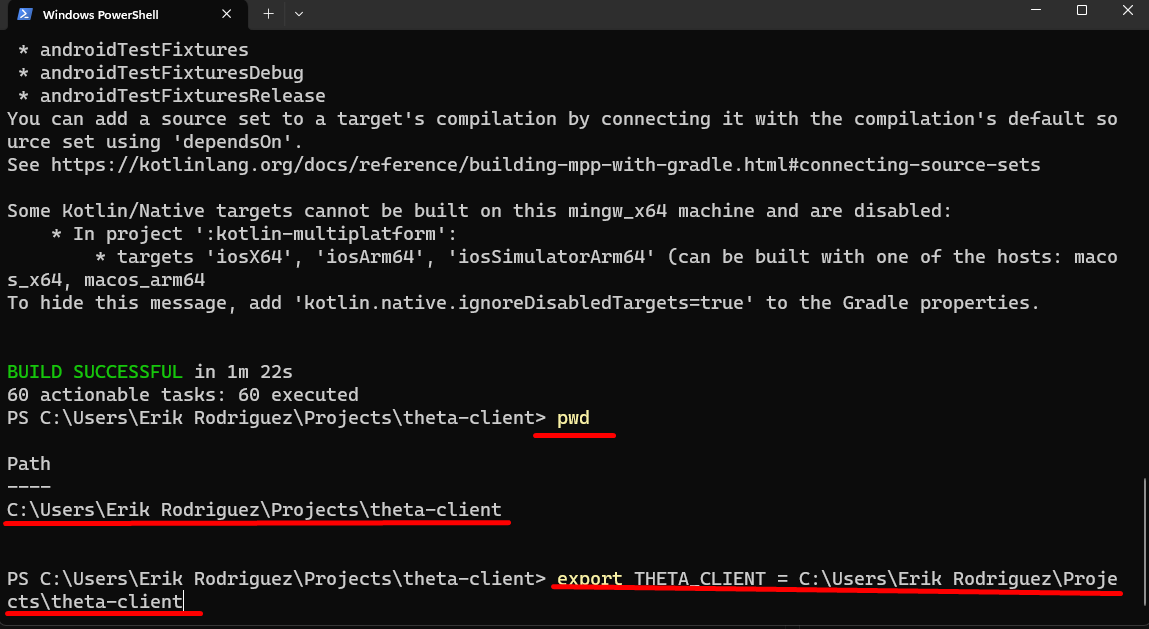 Windows PowerShell
* androidTestFixtures
* androidTestFixturesDebug
* androidTestFixturesRelease
You can add a source set to a target's compilation by connecting it with the compilation's default so
urce set using 'dependsOn'.
See https://kotlinlang.org/docs/reference/building-mpp-with-gradle.html#connecting-source-sets
Some Kotlin/Native targets cannot be built on this mingw_x64 machine and are disabled:
* In project ':kotlin-multiplatform':
* targets 'iosX64', 'iosArm64', 'iosSimulatorArm64' (can be built with one of the hosts: maco
s_x64, macos_arm64
To hide this message, add 'kotlin.native.ignoreDisabledTargets=true' to the Gradle properties.
BUILD SUCCESSFUL in 1m 22s
60 actionable tasks: 60 executed
PS C:\Users\Erik Rodriguez\Projects\theta-client> pwd
Path
----
C:\Users\Erik Rodriguez\Projects\theta-client
PS C:\Users\Erik Rodriguez\Projects\theta-client> export THETA_CLIENT = C:\Users\Erik Rodriguez\Proje
cts\theta-client